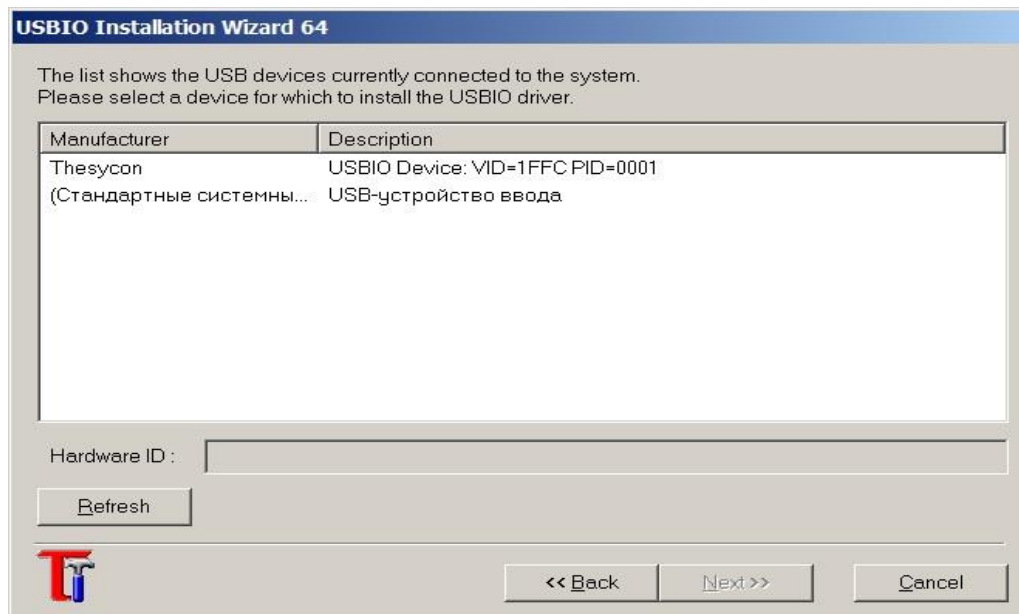 USBIO Installation Wizard 64
The list shows the USB devices currently connected to the system.
Please select a device for which to install the USBIO driver.
Manufacturer Description
Thesycon USBIO Device: VID=1FFC PID=0001
(Стандартные системны... USB-устройство ввода
Hardware ID :
Refresh
<< Back Next >> Cancel